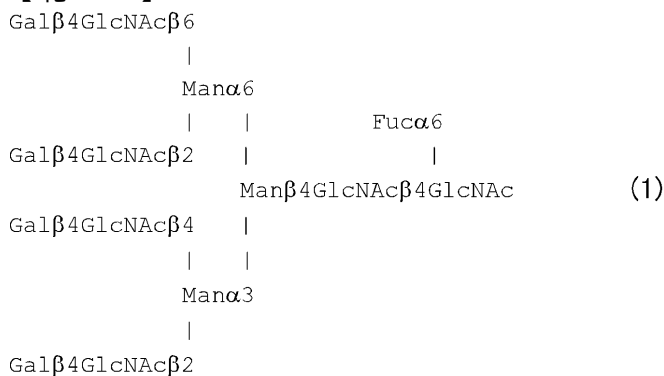 Galβ4GlcNAcβ6
|
Manα6
| | Fucα6
Galβ4GlcNAcβ2 | |
Manβ4GlcNAcβ4GlcNAc (1)
Galβ4GlcNAcβ4 |
| |
Manα3
|
Galβ4GlcNAcβ2